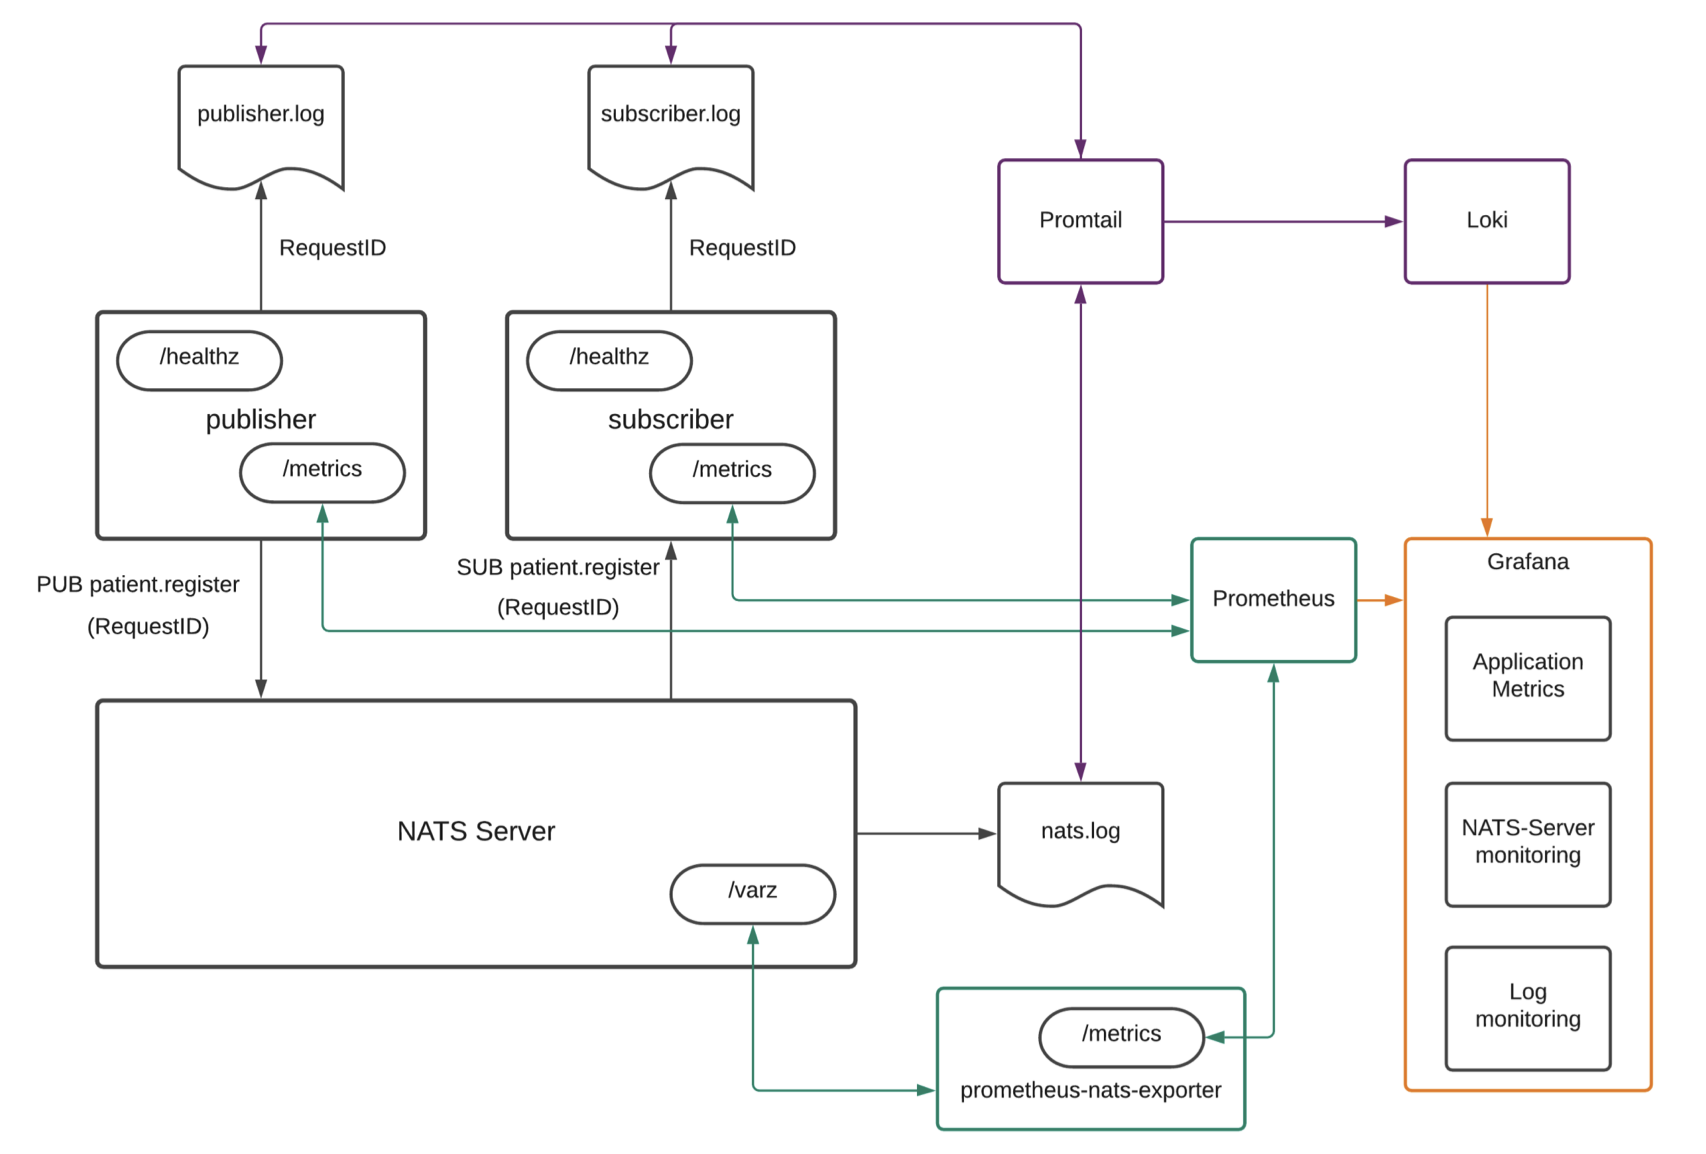 publisher.log
subscriber.log
Promtail
Loki
RequestID
RequestID
/healthz
publisher
/metrics
/healthz
subscriber
/metrics
PUB patient.register
(RequestID)
SUB patient.register
(RequestID)
Prometheus
Grafana
Application
Metrics
NATS-Server
monitoring
Log
monitoring
NATS Server
/varz
nats.log
/metrics
prometheus-nats-exporter